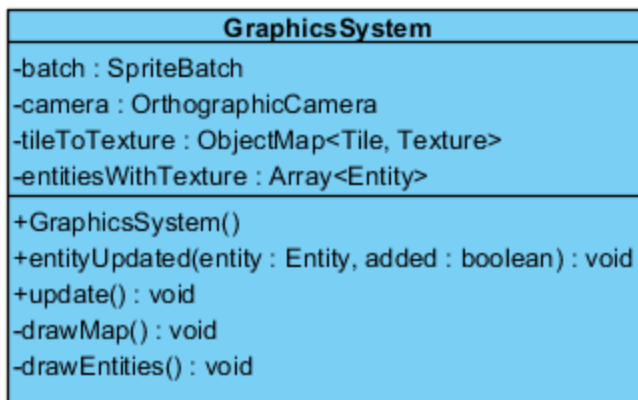 GraphicsSystem
-batch : SpriteBatch
-camera : OrthographicCamera
-tileToTexture : ObjectMap<Tile, Texture>
-entitiesWithTexture : Array<Entity>
+GraphicsSystem()
+entityUpdated(entity : Entity, added : boolean) : void
+update() : void
-drawMap() : void
-drawEntities() : void